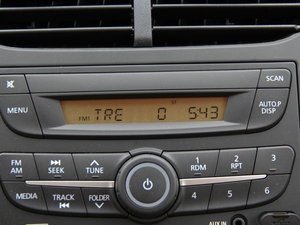 SCAN
MENU
ST
FM1 TRE 0 5:43
AUTO.P
DISP
FM
AM
SEEK
TUNE
1
RDM
2
RPT
3
MEDIA
TRACK
FOLDER
4
5
6
AUX IN